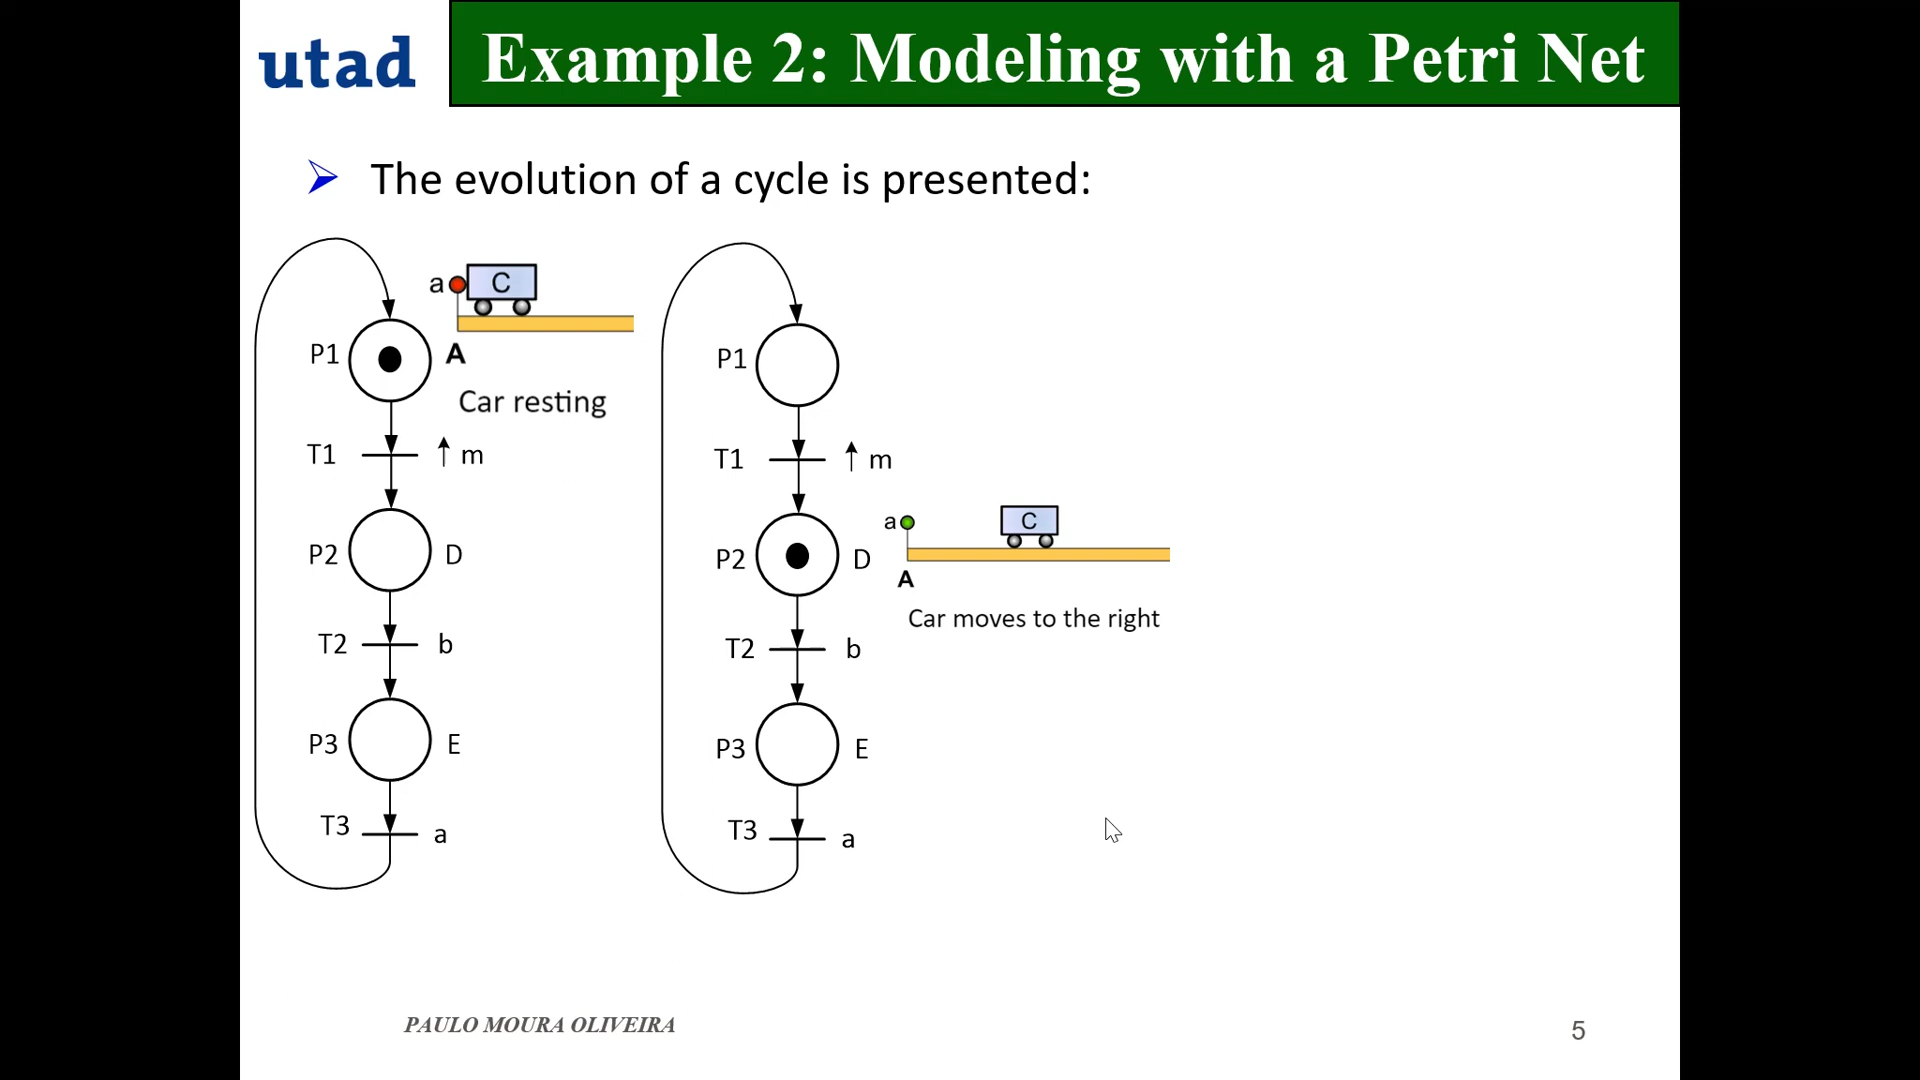 utad
Example 2: Modeling with a Petri Net
The evolution of a cycle is presented:
a C
P1 A
Car resting
T1 ↑ m
P2 D
T2 b
P3 E
T3 a
P1
T1 ↑ m
a C
P2 D
A
Car moves to the right
T2 b
P3 E
T3 a
PAULO MOURA OLIVEIRA
5